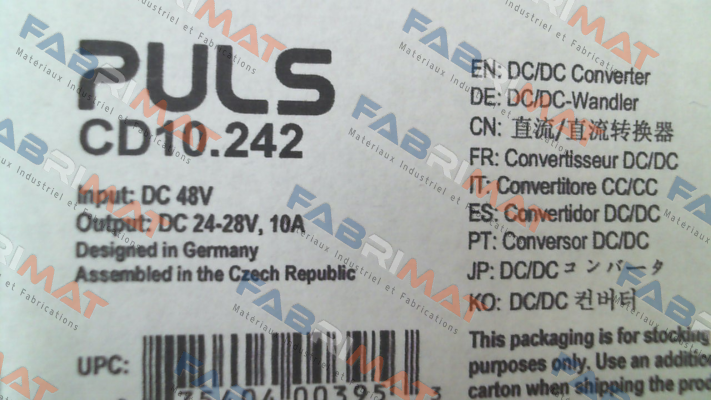 PULS
CD10.242
Input: DC 48V
Output: DC 24-28V, 10A
Designed in Germany
Assembled in the Czech Republic
UPC:
75404 00395 3
EN: DC/DC Converter
DE: DC/DC-Wandler
CN: 直流/直流转换器
FR: Convertisseur DC/DC
IT: Convertitore CC/CC
ES: Convertidor DC/DC
PT: Conversor DC/DC
JP: DC/DC コンバータ
KO: DC/DC 컨버터
This packaging is for stocking
purposes only. Use an
carton when shipping the
FABRIMAT
Materiaux Industriel et Fabrications